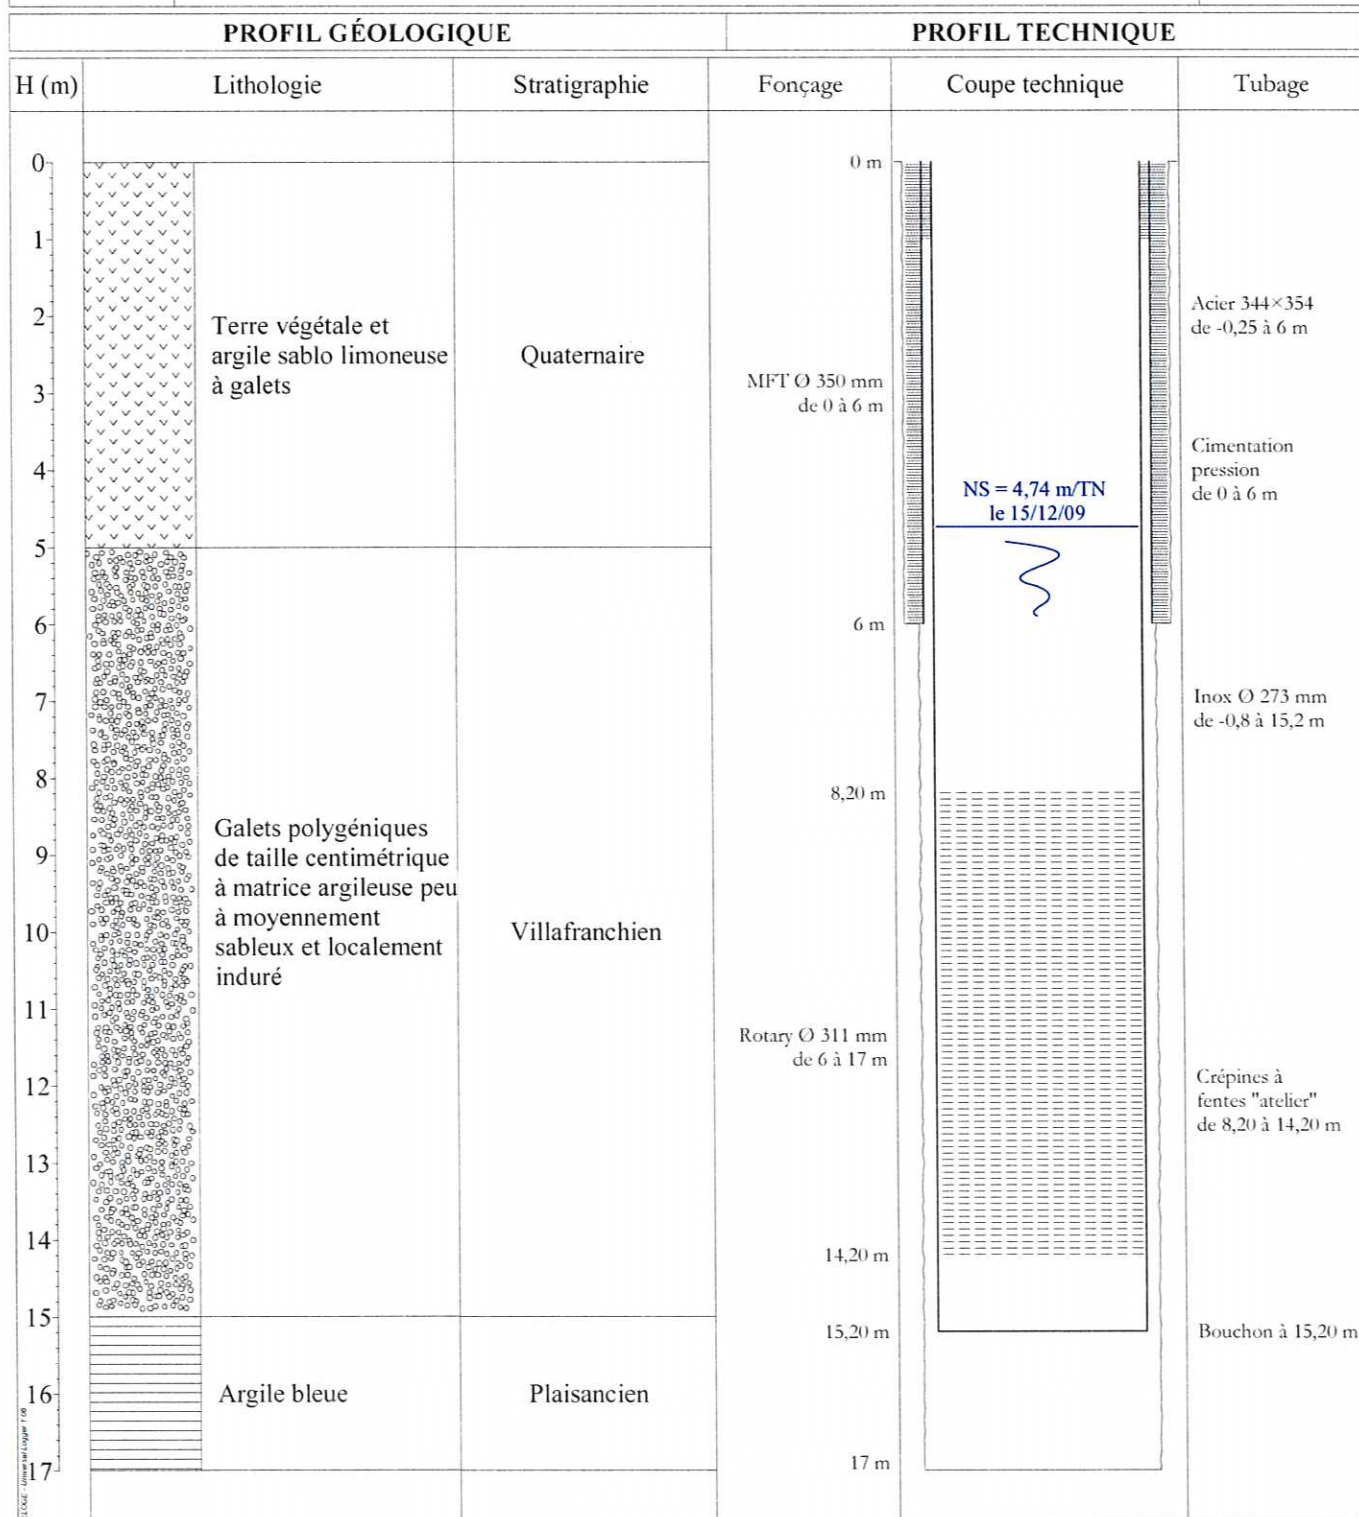 PROFIL GÉOLOGIQUE
PROFIL TECHNIQUE
H (m)
Lithologie
Stratigraphie
Fonçage
Coupe technique
Tubage
0
1
2
3
4
5
6
7
8
9
10
11
12
13
14
15
16
17
Terre végétale et
argile sablo limoneuse
à galets
Quaternaire
Galets polygéniques
de taille centimétrique
à matrice argileuse peu
à moyennement
sableux et localement
induré
Villafranchien
Argile bleue
Plaisancien
0 m
MFT Ø 350 mm
de 0 à 6 m
6 m
8,20 m
Rotary Ø 311 mm
de 6 à 17 m
14,20 m
15,20 m
17 m
NS = 4,74 m/TN
le 15/12/09
Acier 344×354
de -0,25 à 6 m
Cimentation
pression
de 0 à 6 m
Inox Ø 273 mm
de -0,8 à 15,2 m
Crépines à
fentes "atelier"
de 8,20 à 14,20 m
Bouchon à 15,20 m